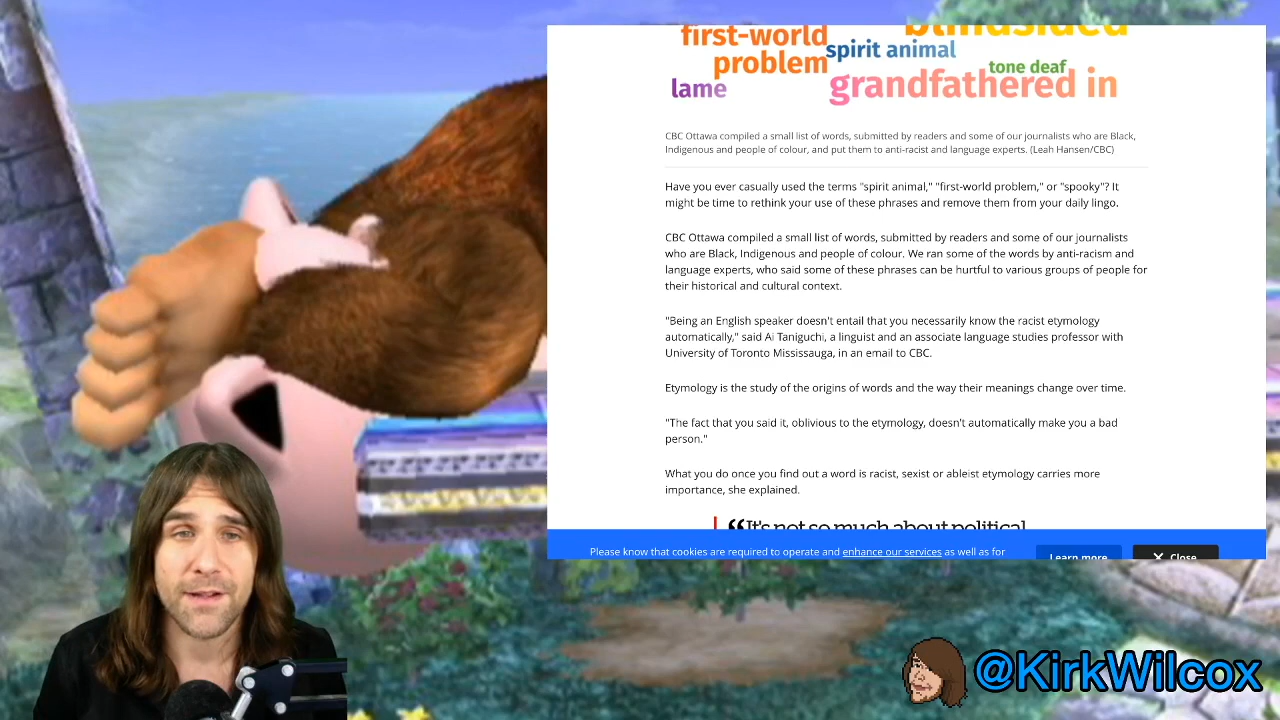 blindsided
first-world
problem
spirit animal
tone deaf
lame
grandfathered in
CBC Ottawa compiled a small list of words, submitted by readers and some of our journalists who are Black,
Indigenous and people of colour, and put them to anti-racist and language experts. (Leah Hansen/CBC)
Have you ever casually used the terms "spirit animal," "first-world problem," or "spooky"? It
might be time to rethink your use of these phrases and remove them from your daily lingo.
CBC Ottawa compiled a small list of words, submitted by readers and some of our journalists
who are Black, Indigenous and people of colour. We ran some of the words by anti-racism and
language experts, who said some of these phrases can be hurtful to various groups of people for
their historical and cultural context.
"Being an English speaker doesn't entail that you necessarily know the racist etymology
automatically," said Ai Taniguchi, a linguist and an associate language studies professor with
University of Toronto Mississauga, in an email to CBC.
Etymology is the study of the origins of words and the way their meanings change over time.
"The fact that you said it, oblivious to the etymology, doesn't automatically make you a bad
person."
What you do once you find out a word is racist, sexist or ableist etymology carries more
importance, she explained.
“It's not so much about political
Please know that cookies are required to operate and enhance our services as well as for
Learn more
Close
@KirkWilcox